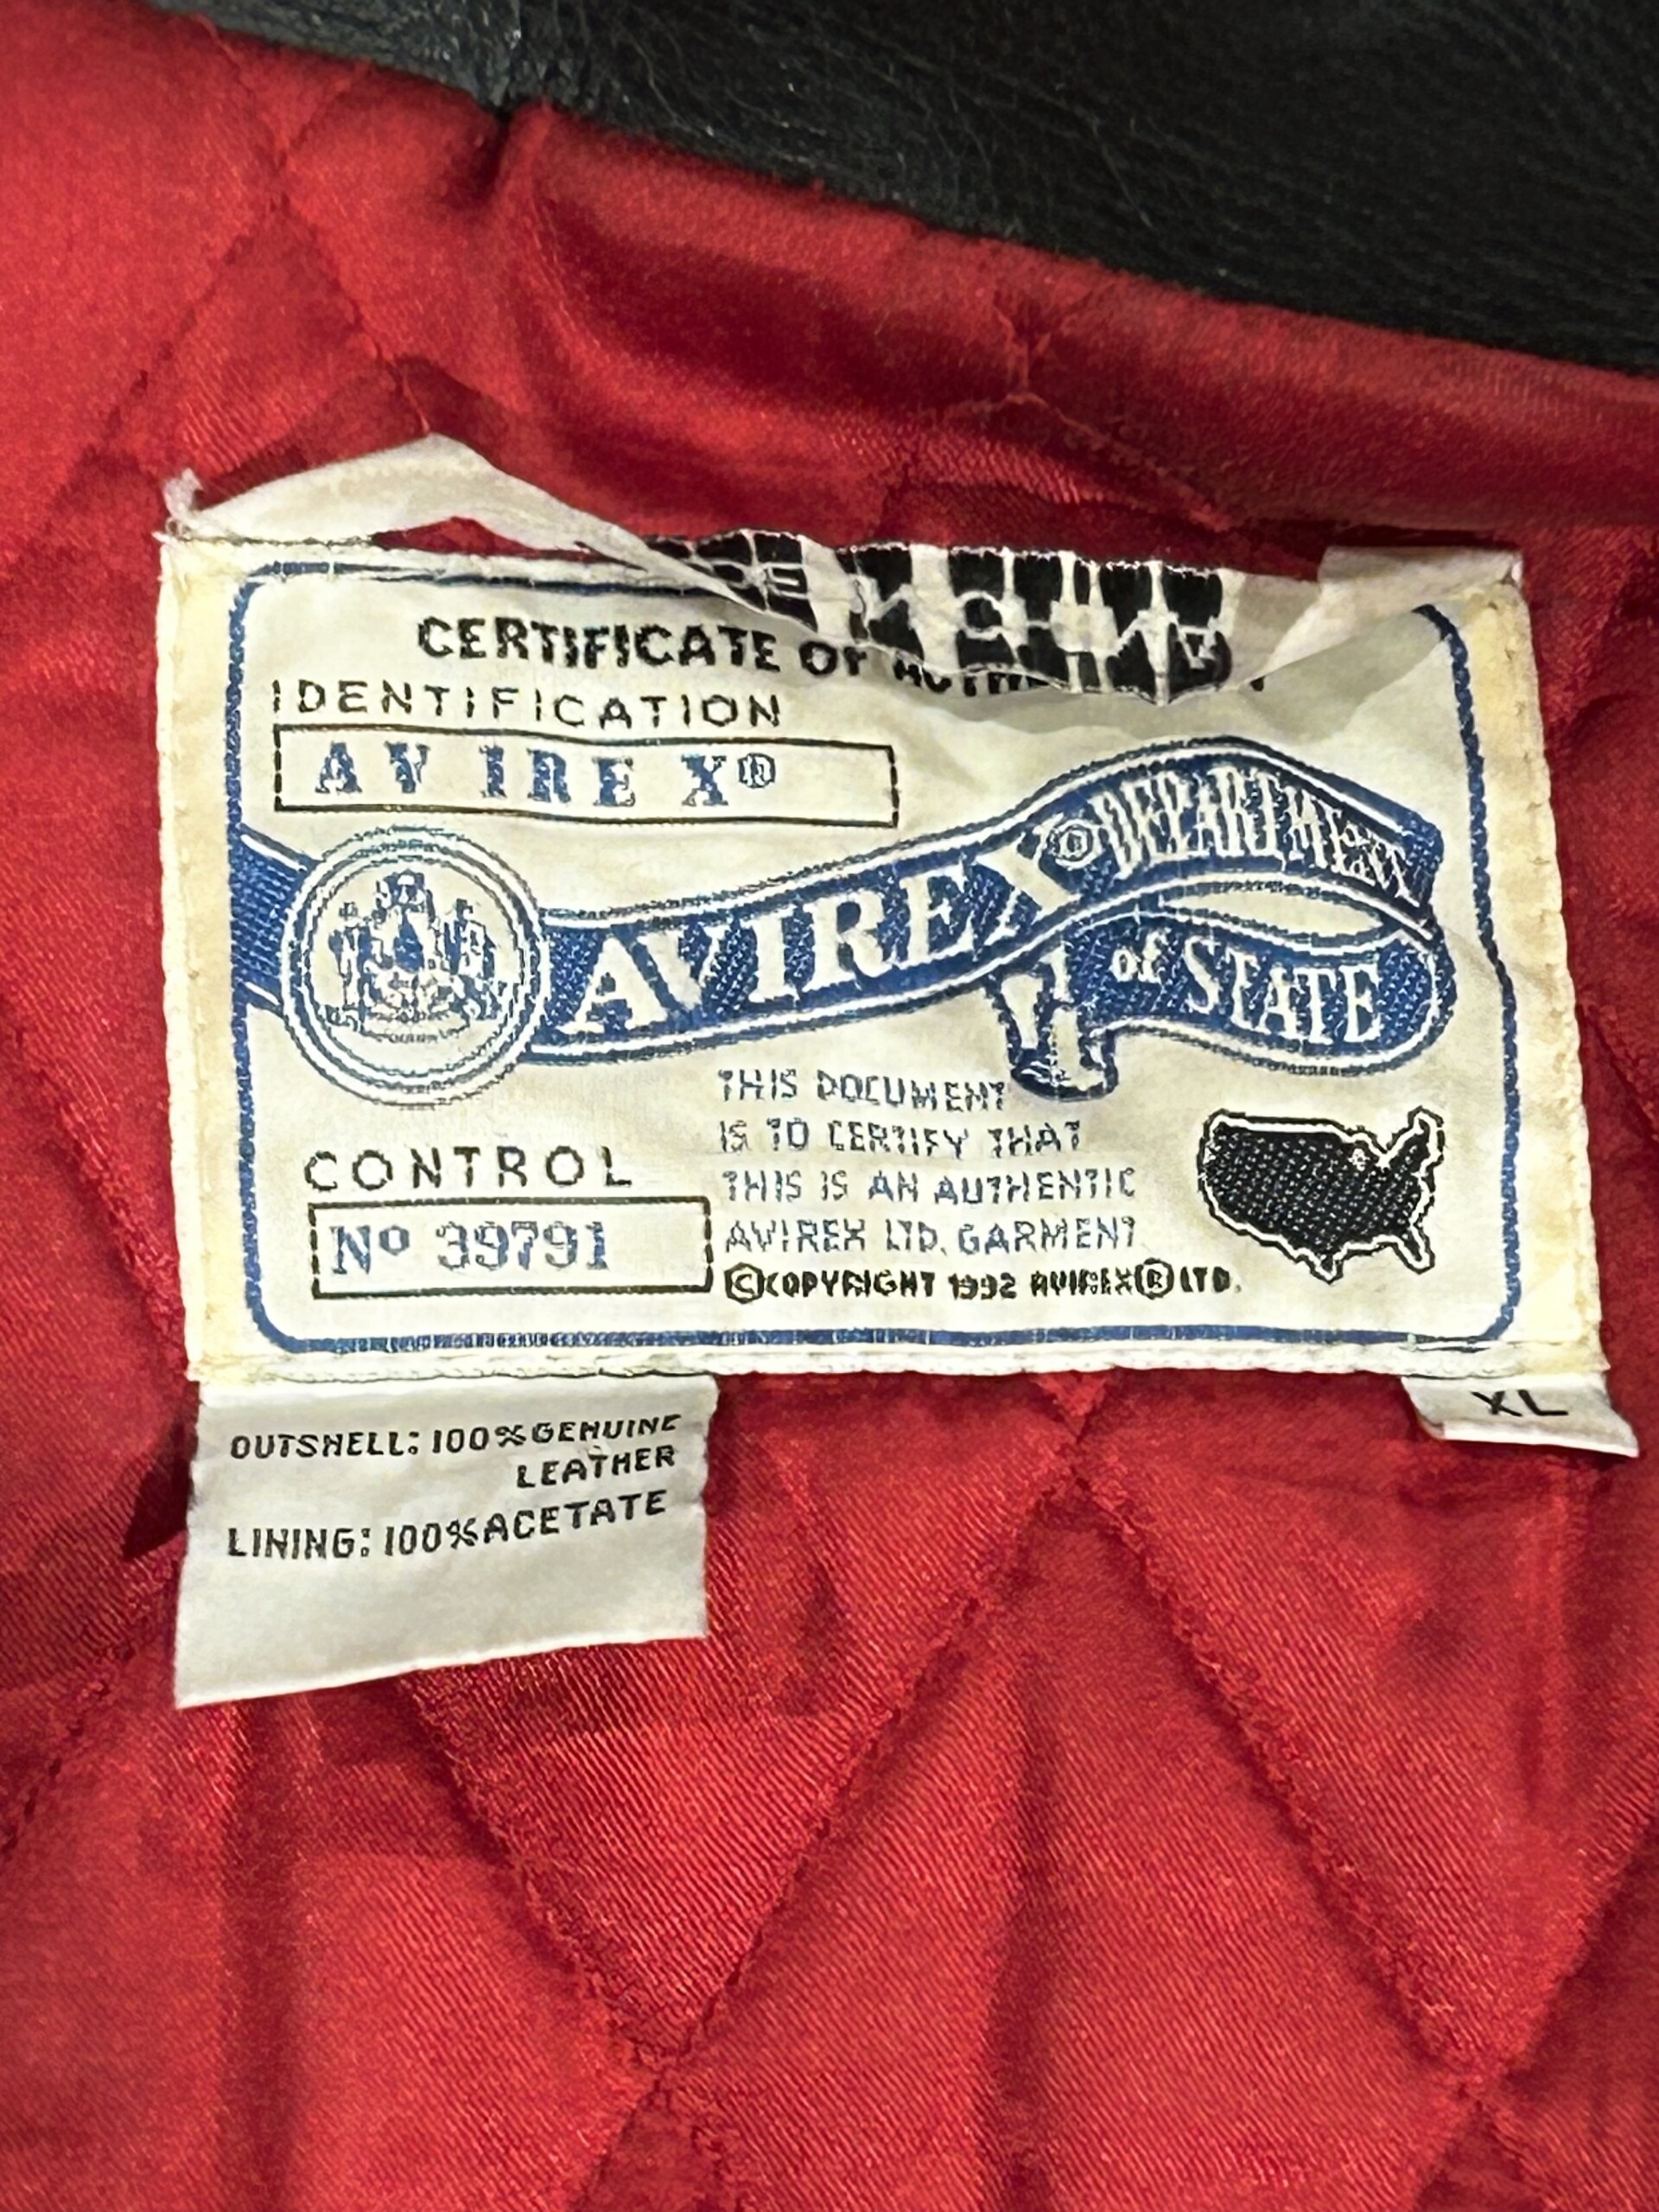 CERTIFICATE OF
IDENTIFICATION
AVIREX®
AVIREX® DEPARTMENT
of STATE
THIS DOCUMENT
IS TO CERTIFY THAT
THIS IS AN AUTHENTIC
AVIREX LTD. GARMENT
©COPYRIGHT 1992 AVIREX® LTD.
CONTROL
Nº 39791
OUTSHELL: 100% GENUINE
LEATHER
LINING: 100% ACETATE
XL